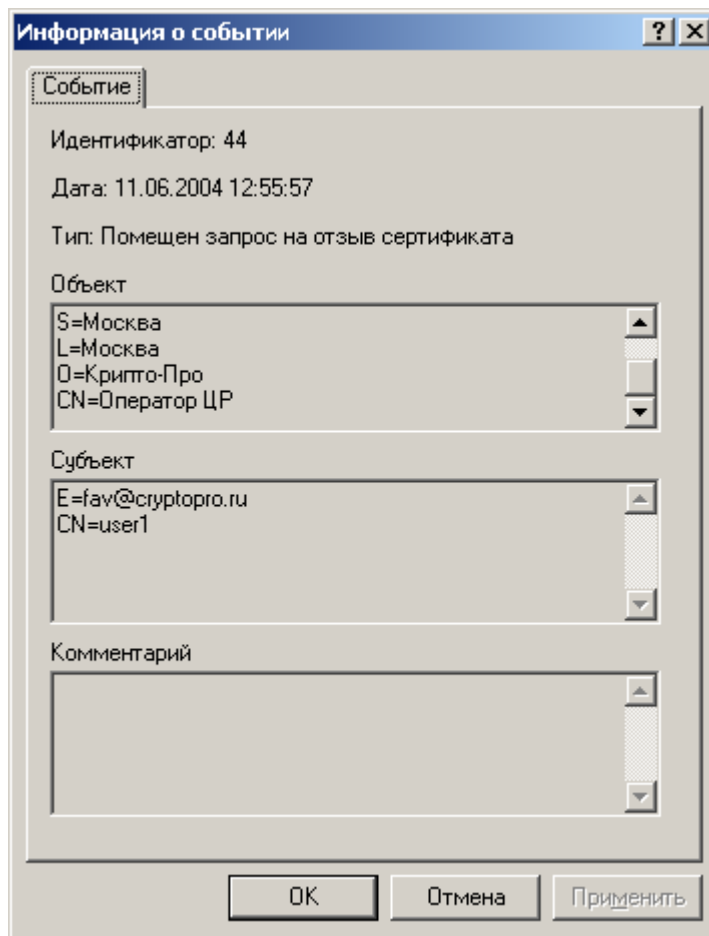 Информация о событии
Событие
Идентификатор: 44
Дата: 11.06.2004 12:55:57
Тип: Помещен запрос на отзыв сертификата
Объект
S=Москва
L=Москва
O=Крипто-Про
CN=Оператор ЦР
Субъект
E=fav@cryptopro.ru
CN=user1
Комментарий
OK Отмена Применить